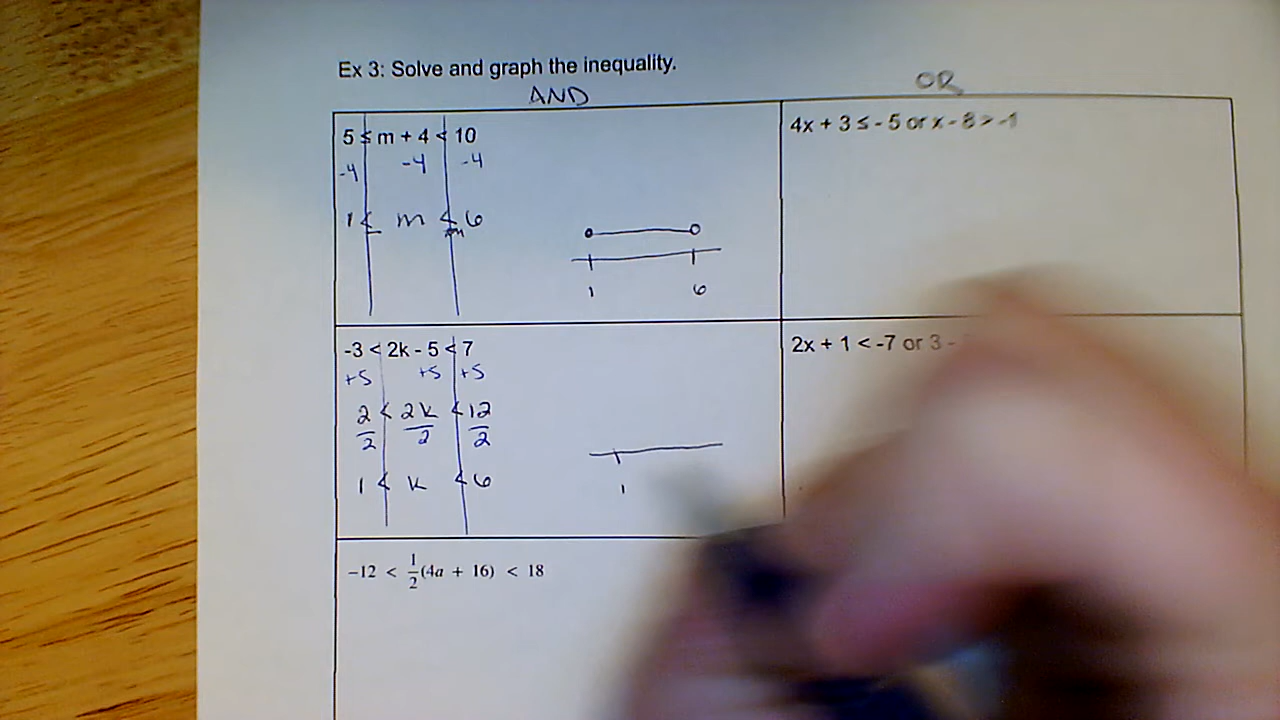 Ex 3: Solve and graph the inequality.
AND
OR
5 ≤ m + 4 < 10
-4 -4 -4
1 ≤ m < 6
1 6
4x + 3 ≤ - 5 or x - 8 > -1
-3 < 2k - 5 < 7
+5 +5 +5
2/2 < 2k/2 < 12/2
1 < k < 6
1
2x + 1 < -7 or 3 -
-12 < 1/2(4a + 16) < 18